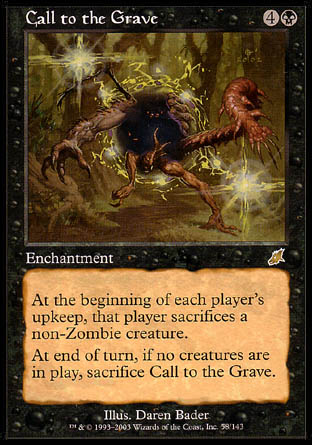 Call to the Grave 4
2002
Enchantment
At the beginning of each player's
upkeep, that player sacrifices a
non-Zombie creature.
At end of turn, if no creatures are
in play, sacrifice Call to the Grave.
Illus. Daren Bader
™ & © 1993-2003 Wizards of the Coast, Inc. 58/143